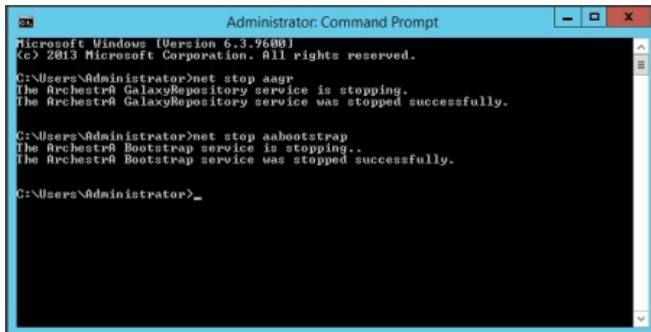 Administrator: Command Prompt
Microsoft Windows [Version 6.3.9600]
(c) 2013 Microsoft Corporation. All rights reserved.
C:\Users\Administrator>net stop aagr
The ArchestrA GalaxyRepository service is stopping.
The ArchestrA GalaxyRepository service was stopped successfully.
C:\Users\Administrator>net stop aabootstrap
The ArchestrA Bootstrap service is stopping..
The ArchestrA Bootstrap service was stopped successfully.
C:\Users\Administrator>_